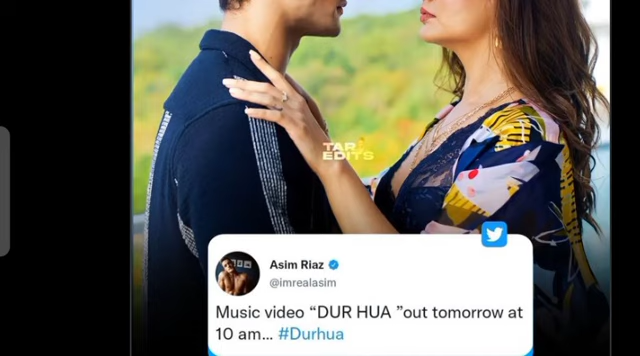 TAR
EDITS
Asim Riaz
@imrealasim
Music video “DUR HUA ”out tomorrow at
10 am... #Durhua